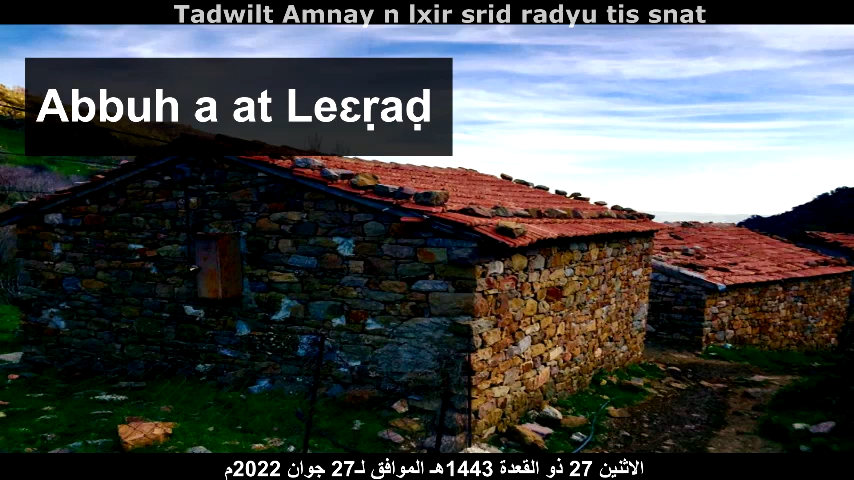 Tadwilt Amnay n lxir srid radyu tis snat
Abbuh a at Leɛṛaḍ
الاثنين 27 ذو القعدة 1443هـ الموافق لـ27 جوان 2022م